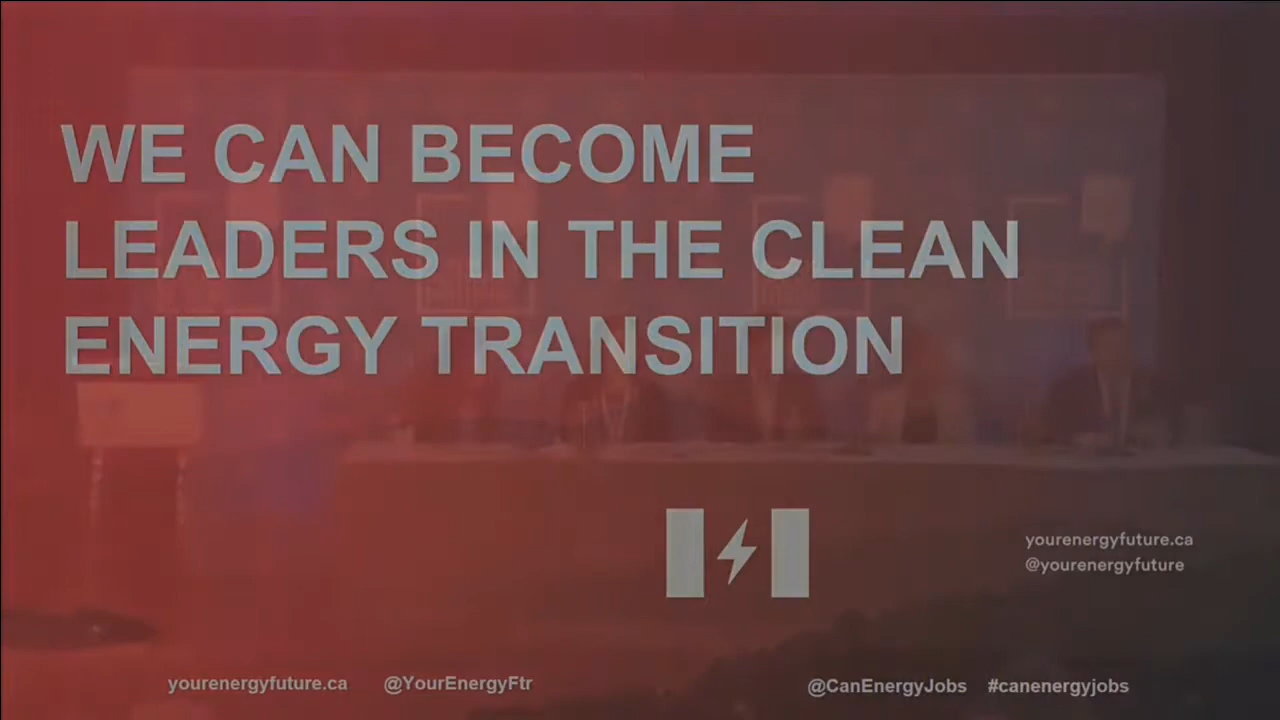 WE CAN BECOME
LEADERS IN THE CLEAN
ENERGY TRANSITION
yourenergyfuture.ca
@yourenergyfuture
yourenergyfuture.ca @YourEnergyFtr @CanEnergyJobs #canenergyjobs